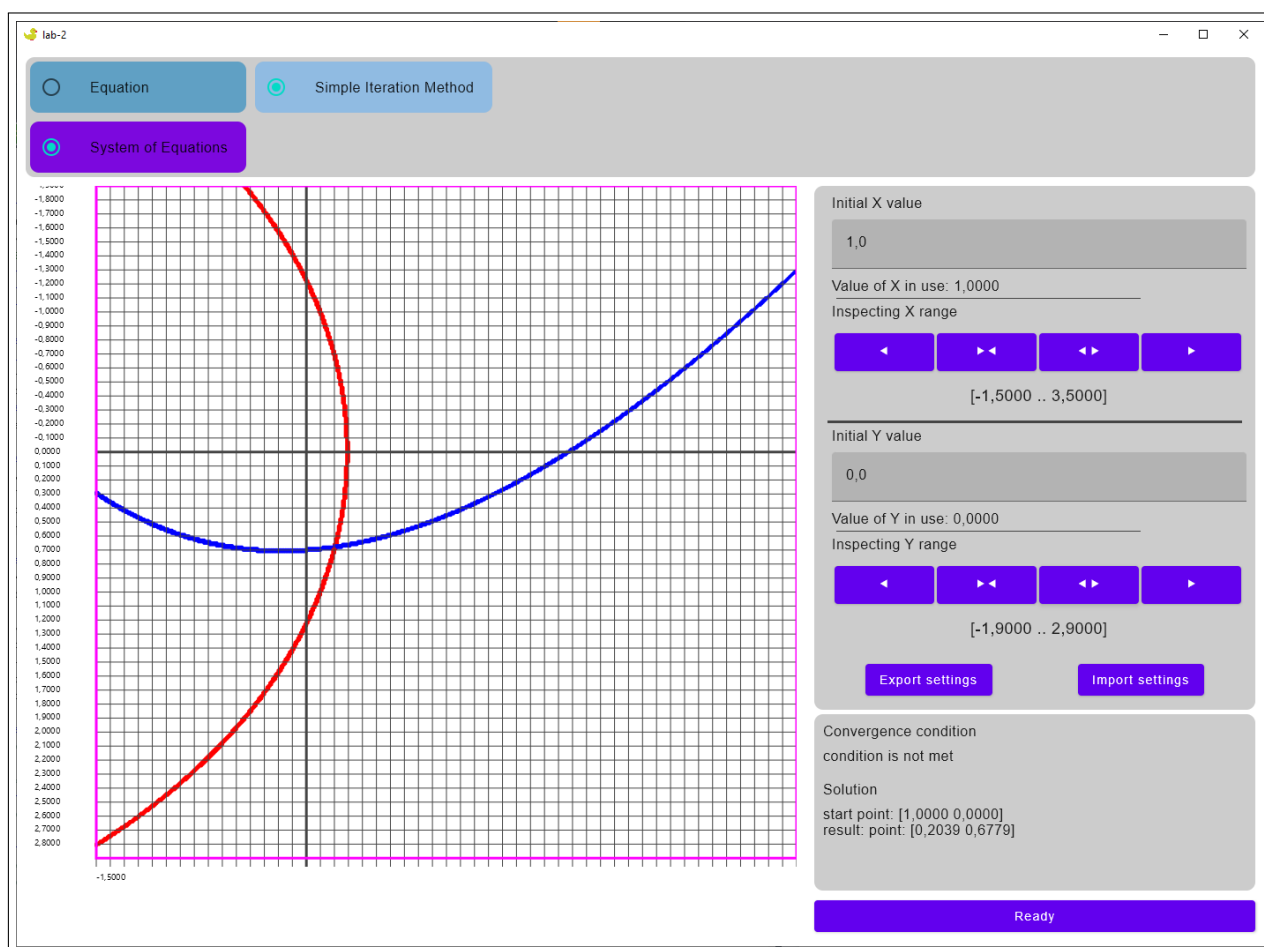 lab-2
Equation
Simple Iteration Method
System of Equations
-1,8000
-1,7000
-1,6000
-1,5000
-1,4000
-1,3000
-1,2000
-1,1000
-1,0000
-0,9000
-0,8000
-0,7000
-0,6000
-0,5000
-0,4000
-0,3000
-0,2000
-0,1000
0,0000
0,1000
0,2000
0,3000
0,4000
0,5000
0,6000
0,7000
0,8000
0,9000
1,0000
1,1000
1,3000
1,4000
1,5000
1,6000
1,7000
1,8000
1,9000
2,0000
2,1000
2,2000
2,3000
2,4000
2,5000
2,6000
2,7000
2,8000
-1,5000
Initial X value
1,0
Value of X in use: 1,0000
Inspecting X range
[-1,5000 .. 3,5000]
Initial Y value
0,0
Value of Y in use: 0,0000
Inspecting Y range
[-1,9000 .. 2,9000]
Export settings
Import settings
Convergence condition
condition is not met
Solution
start point: [1,0000 0,0000]
result: point: [0,2039 0,6779]
Ready